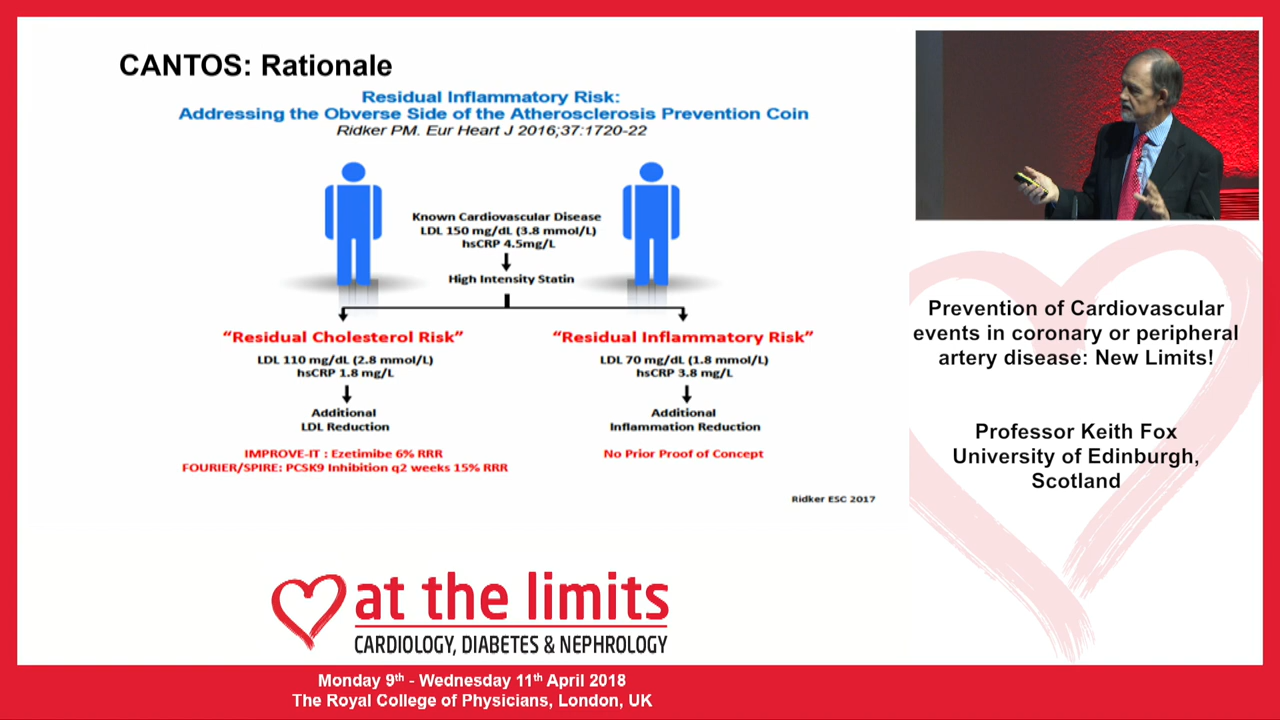 CANTOS: Rationale
Residual Inflammatory Risk:
Addressing the Obverse Side of the Atherosclerosis Prevention Coin
Ridker PM. Eur Heart J 2016;37:1720-22
Known Cardiovascular Disease
LDL 150 mg/dL (3.8 mmol/L)
hsCRP 4.5mg/L
High Intensity Statin
“Residual Cholesterol Risk”
LDL 110 mg/dL (2.8 mmol/L)
hsCRP 1.8 mg/L
Additional
LDL Reduction
IMPROVE-IT : Ezetimibe 6% RRR
FOURIER/SPIRE: PCSK9 Inhibition q2 weeks 15% RRR
“Residual Inflammatory Risk”
LDL 70 mg/dL (1.8 mmol/L)
hsCRP 3.8 mg/L
Additional
Inflammation Reduction
No Prior Proof of Concept
Ridker ESC 2017
Prevention of Cardiovascular
events in coronary or peripheral
artery disease: New Limits!
Professor Keith Fox
University of Edinburgh,
Scotland
at the limits
CARDIOLOGY, DIABETES & NEPHROLOGY
Monday 9th - Wednesday 11th April 2018
The Royal College of Physicians, London, UK